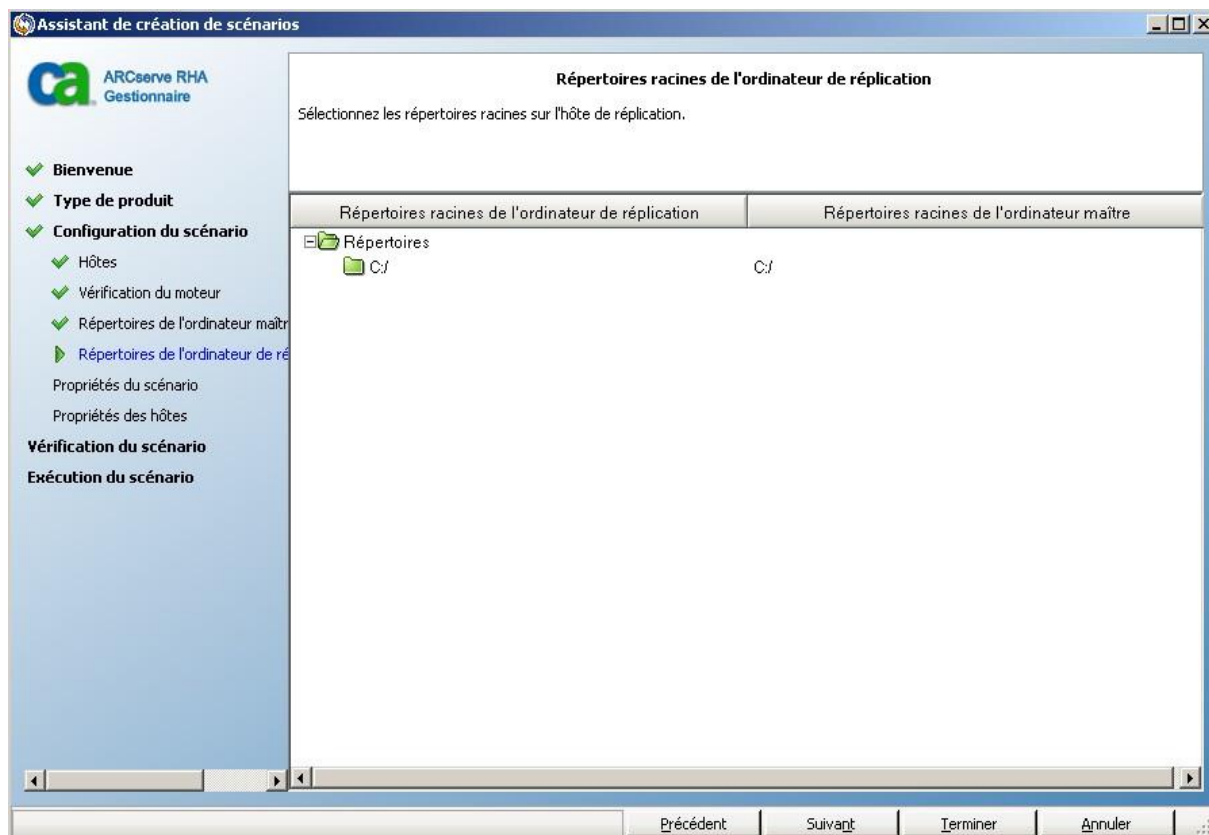 Assistant de création de scénarios
ca
ARCserve RHA
Gestionnaire
Bienvenue
Type de produit
Configuration du scénario
Hôtes
Vérification du moteur
Répertoires de l'ordinateur maîtr
Répertoires de l'ordinateur de ré
Propriétés du scénario
Propriétés des hôtes
Vérification du scénario
Exécution du scénario
Répertoires racines de l'ordinateur de réplication
Sélectionnez les répertoires racines sur l'hôte de réplication.
Répertoires racines de l'ordinateur de réplication Répertoires racines de l'ordinateur maître
Répertoires
C:/ C:/
Précédent Suivant Terminer Annuler